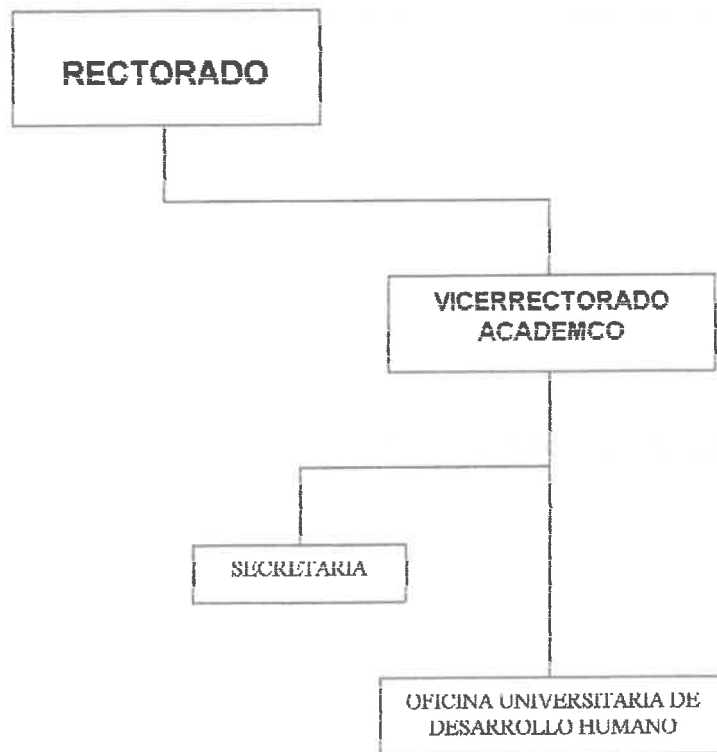 RECTORADO
VICERRECTORADO
ACADEMCO
SECRETARIA
OFICINA UNIVERSITARIA DE
DESARROLLO HUMANO